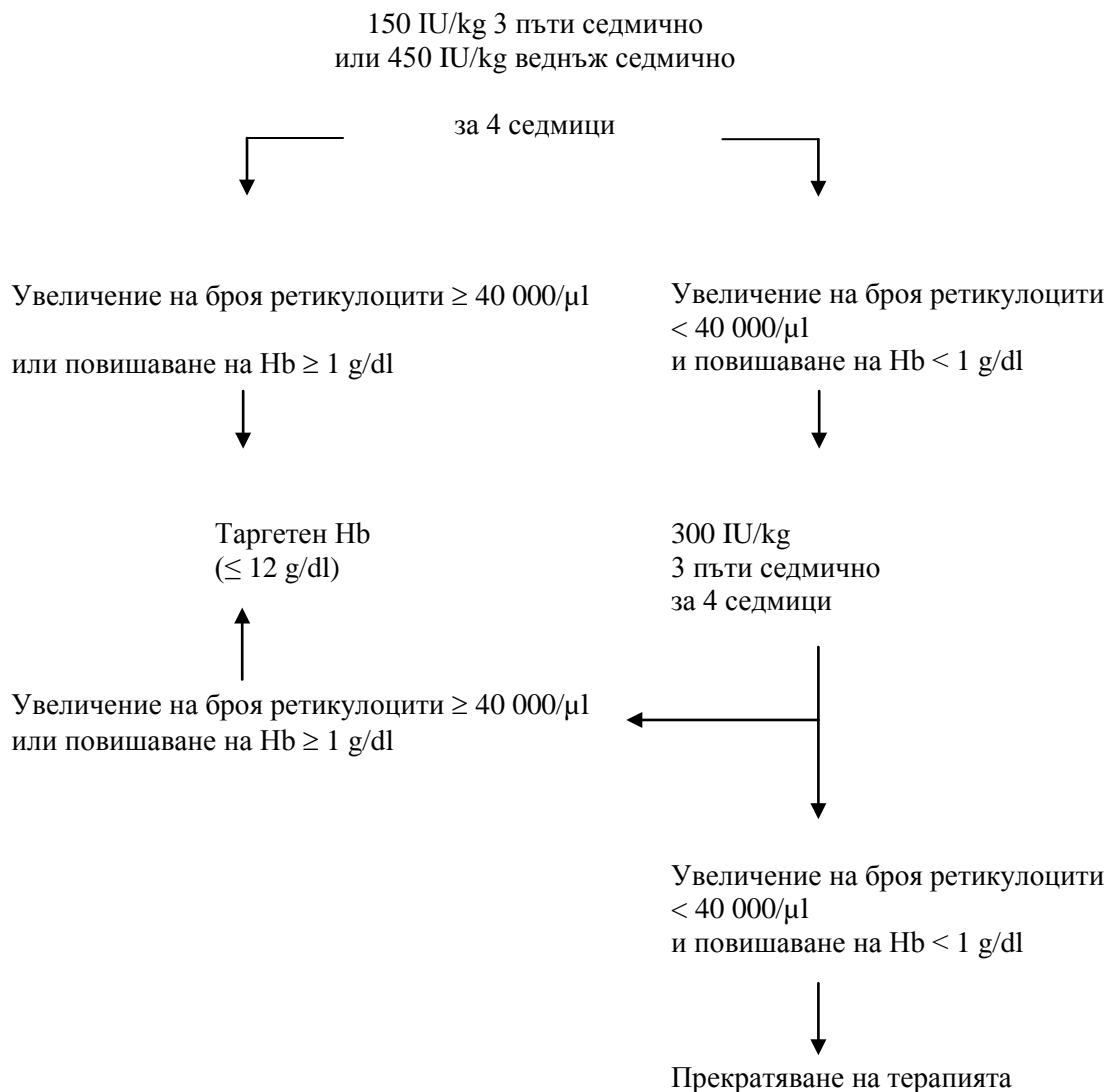 150 IU/kg 3 пъти седмично
или 450 IU/kg веднъж седмично
за 4 седмици
Увеличение на броя ретикулоцити ≥ 40 000/µl
или повишаване на Hb ≥ 1 g/dl
Увеличение на броя ретикулоцити
< 40 000/µl
и повишаване на Hb < 1 g/dl
Таргетен Hb
(≤ 12 g/dl)
300 IU/kg
3 пъти седмично
за 4 седмици
Увеличение на броя ретикулоцити ≥ 40 000/µl
или повишаване на Hb ≥ 1 g/dl
Увеличение на броя ретикулоцити
< 40 000/µl
и повишаване на Hb < 1 g/dl
Прекратяване на терапията